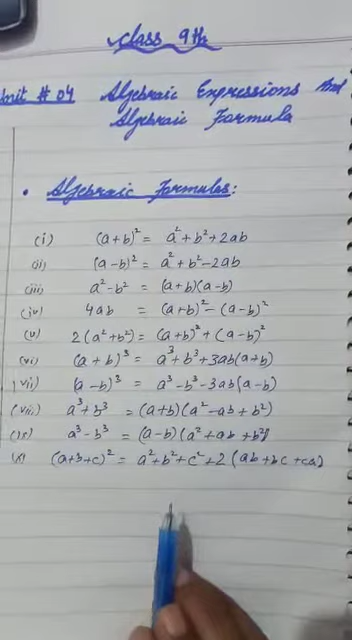 Class 9th
Unit # 04 Algebraic Expressions And
Algebraic Formula
• Algebraic Formulas:
(i) (a+b)² = a²+b²+2ab
(ii) (a-b)² = a²+b²-2ab
(iii) a²-b² = (a+b)(a-b)
(iv) 4ab = (a+b)²-(a-b)²
(v) 2(a²+b²) = (a+b)²+(a-b)²
(vi) (a+b)³ = a³+b³+3ab(a+b)
(vii) (a-b)³ = a³-b³-3ab(a-b)
(viii) a³+b³ = (a+b)(a²-ab+b²)
(ix) a³-b³ = (a-b)(a²+ab+b²)
(x) (a+b+c)² = a²+b²+c²+2(ab+bc+ca)